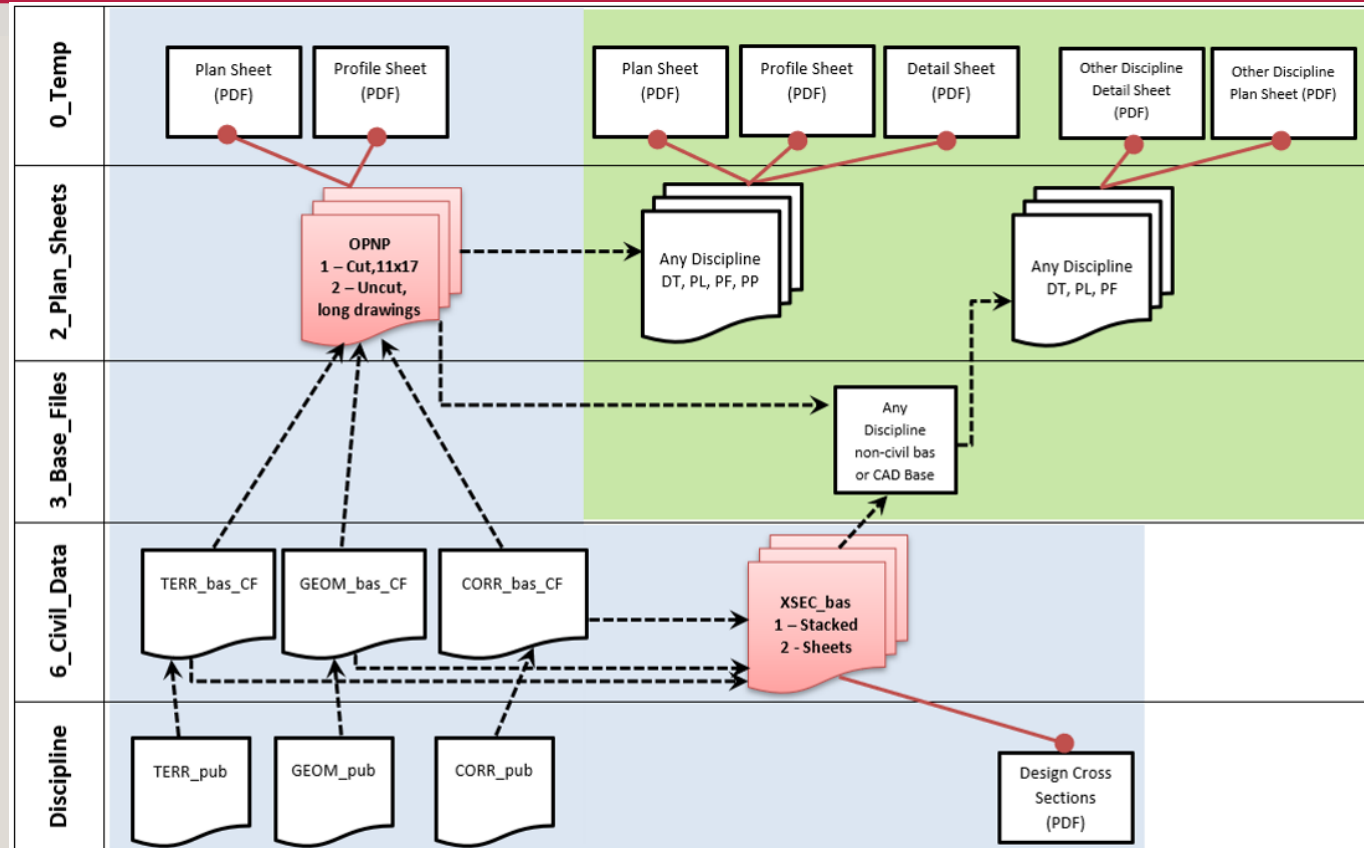 0_Temp
Plan Sheet
(PDF)
Profile Sheet
(PDF)
Plan Sheet
(PDF)
Profile Sheet
(PDF)
Detail Sheet
(PDF)
Other Discipline
Detail Sheet
(PDF)
Other Discipline
Plan Sheet (PDF)
2_Plan_Sheets
OPNP
1 – Cut,11x17
2 – Uncut,
long drawings
Any Discipline
DT, PL, PF, PP
Any Discipline
DT, PL, PF
3_Base_Files
Any
Discipline
non-civil bas
or CAD Base
6_Civil_Data
TERR_bas_CF
GEOM_bas_CF
CORR_bas_CF
XSEC_bas
1 – Stacked
2 - Sheets
Discipline
TERR_pub
GEOM_pub
CORR_pub
Design Cross
Sections
(PDF)